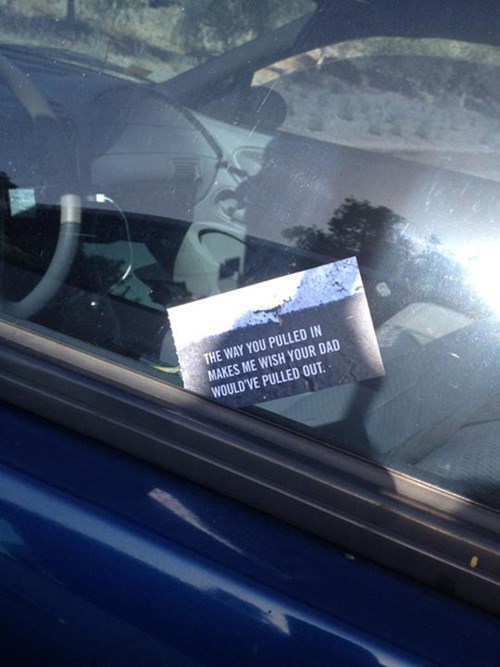 THE WAY YOU PULLED IN
MAKES ME WISH YOUR DAD
WOULD'VE PULLED OUT.